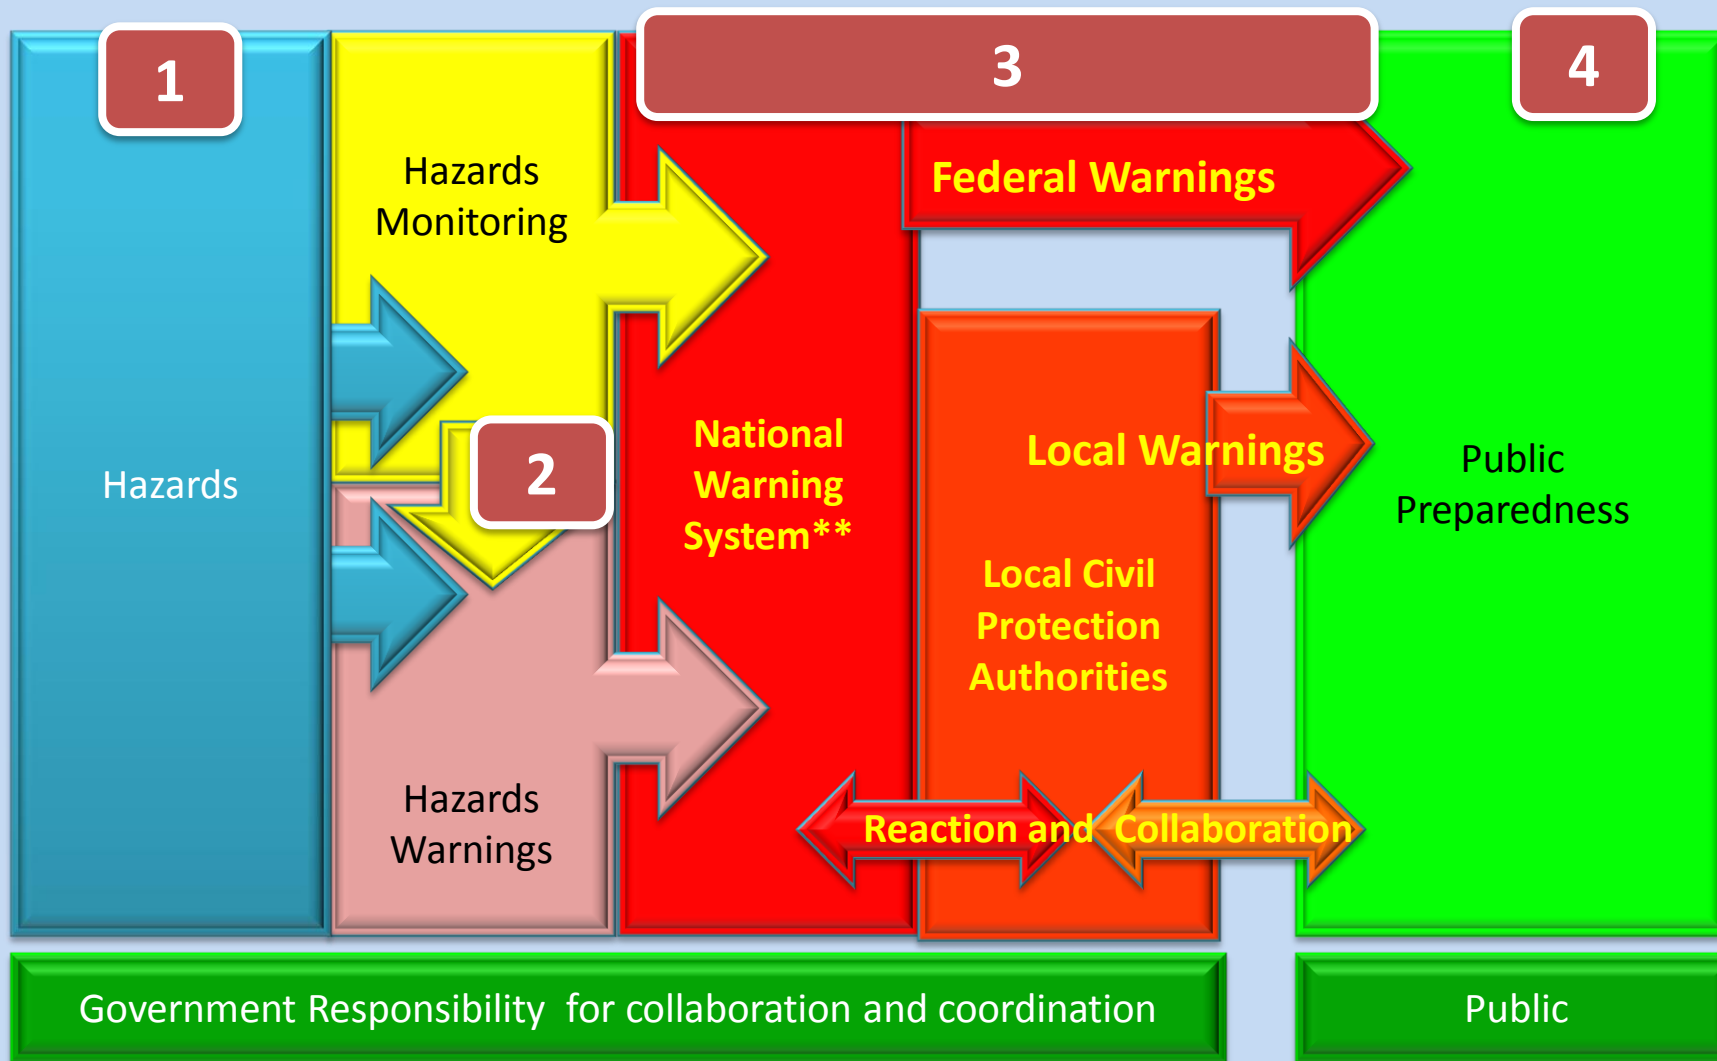 1
3
4
Hazards
Monitoring
Federal Warnings
2
Hazards
National
Warning
System**
Local Warnings
Public
Preparedness
Local Civil
Protection
Authorities
Hazards
Warnings
Reaction and Collaboration
Government Responsibility  for collaboration and coordination
Public